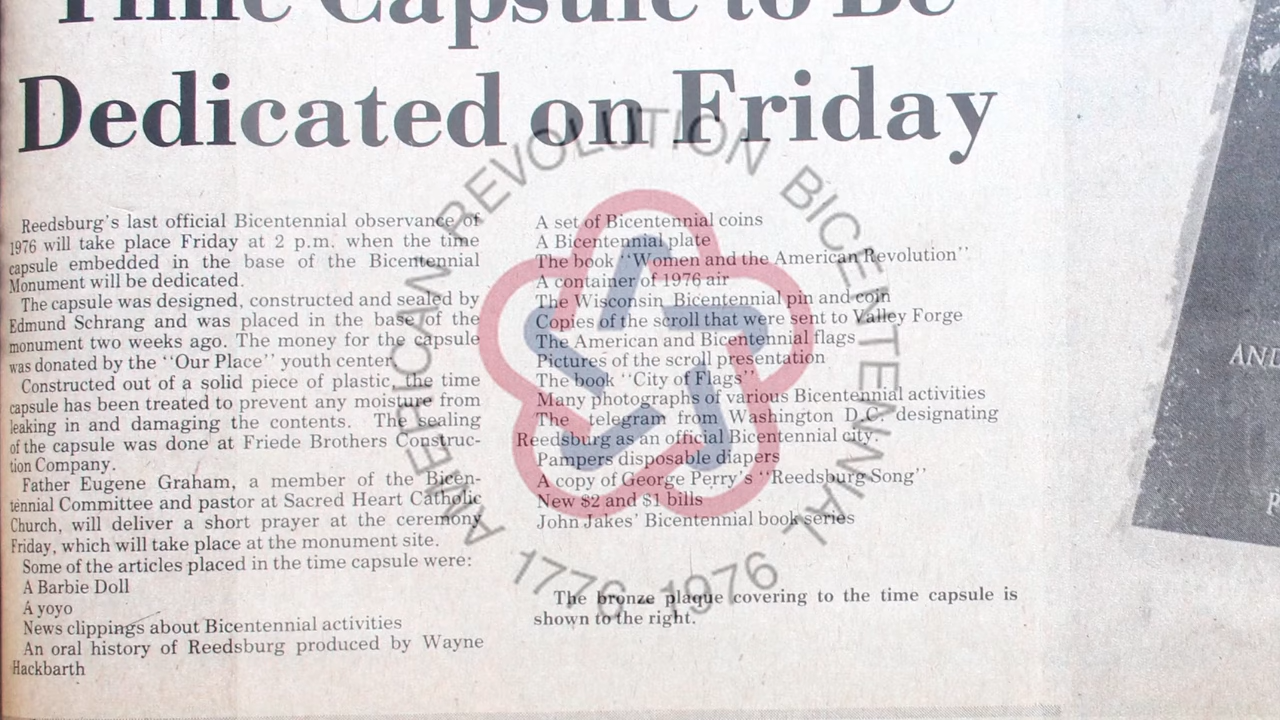 Time Capsule to Be
Dedicated on Friday
Reedsburg's last official Bicentennial observance of
1976 will take place Friday at 2 p.m. when the time
capsule embedded in the base of the Bicentennial
Monument will be dedicated.
The capsule was designed, constructed and sealed by
Edmund Schrang and was placed in the base of the
monument two weeks ago. The money for the capsule
was donated by the "Our Place" youth center.
Constructed out of a solid piece of plastic, the time
capsule has been treated to prevent any moisture from
leaking in and damaging the contents. The sealing
of the capsule was done at Friede Brothers Construc-
tion Company.
Father Eugene Graham, a member of the Bicen-
tennial Committee and pastor at Sacred Heart Catholic
Church, will deliver a short prayer at the ceremony
Friday, which will take place at the monument site.
Some of the articles placed in the time capsule were:
A Barbie Doll
A yoyo
News clippings about Bicentennial activities
An oral history of Reedsburg produced by Wayne
Hackbarth
A set of Bicentennial coins
A Bicentennial plate
The book "Women and the American Revolution"
A container of 1976 air
The Wisconsin Bicentennial pin and coin
Copies of the scroll that were sent to Valley Forge
The American and Bicentennial flags
Pictures of the scroll presentation
The book "City of Flags"
Many photographs of various Bicentennial activities
The telegram from Washington D.C. designating
Reedsburg as an official Bicentennial city.
Pampers disposable diapers
A copy of George Perry's "Reedsburg Song"
New $2 and $1 bills
John Jakes' Bicentennial book series
The bronze plaque covering to the time capsule is
shown to the right.
AMERICAN REVOLUTION BICENTENNIAL
1776-1976